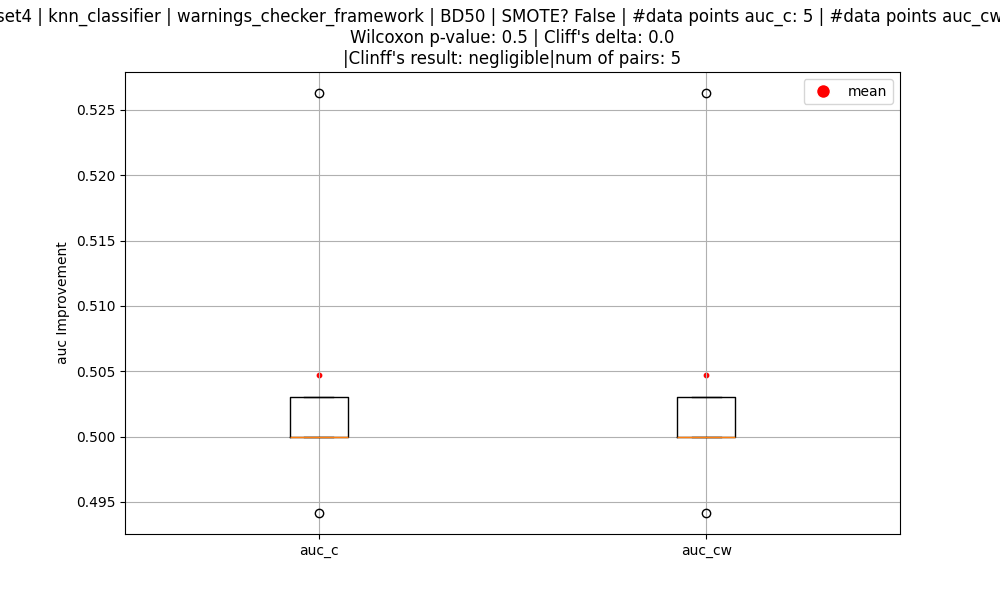 set4 | knn_classifier | warnings_checker_framework | BD50 | SMOTE? False | #data points auc_c: 5 | #data points auc_cw
Wilcoxon p-value: 0.5 | Cliff's delta: 0.0
|Clinff's result: negligible|num of pairs: 5
mean
0.525
0.520
0.515
0.510
0.505
0.500
0.495
auc Improvement
auc_c
auc_cw